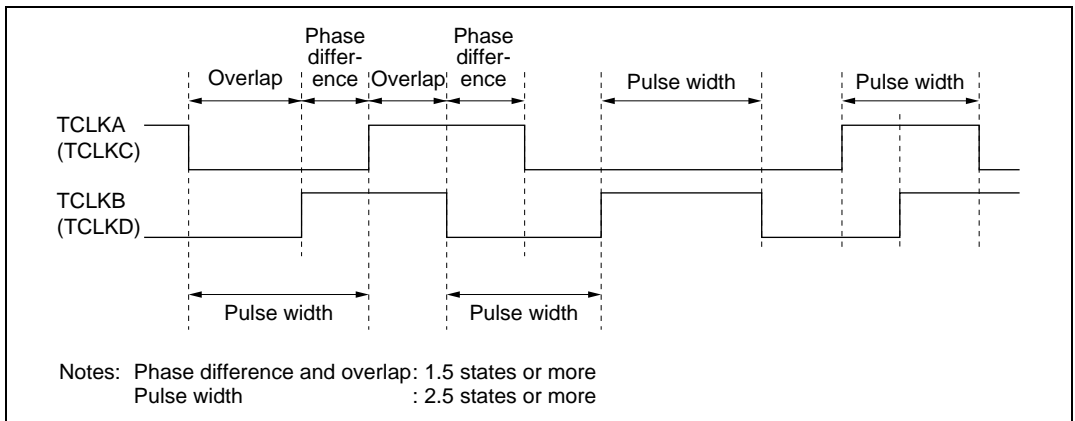 Phase
differ-
ence
Phase
differ-
ence
Overlap
Overlap
Pulse width
Pulse width
TCLKA
(TCLKC)
TCLKB
(TCLKD)
Pulse width
Pulse width
Notes: Phase difference and overlap: 1.5 states or more
Pulse width : 2.5 states or more